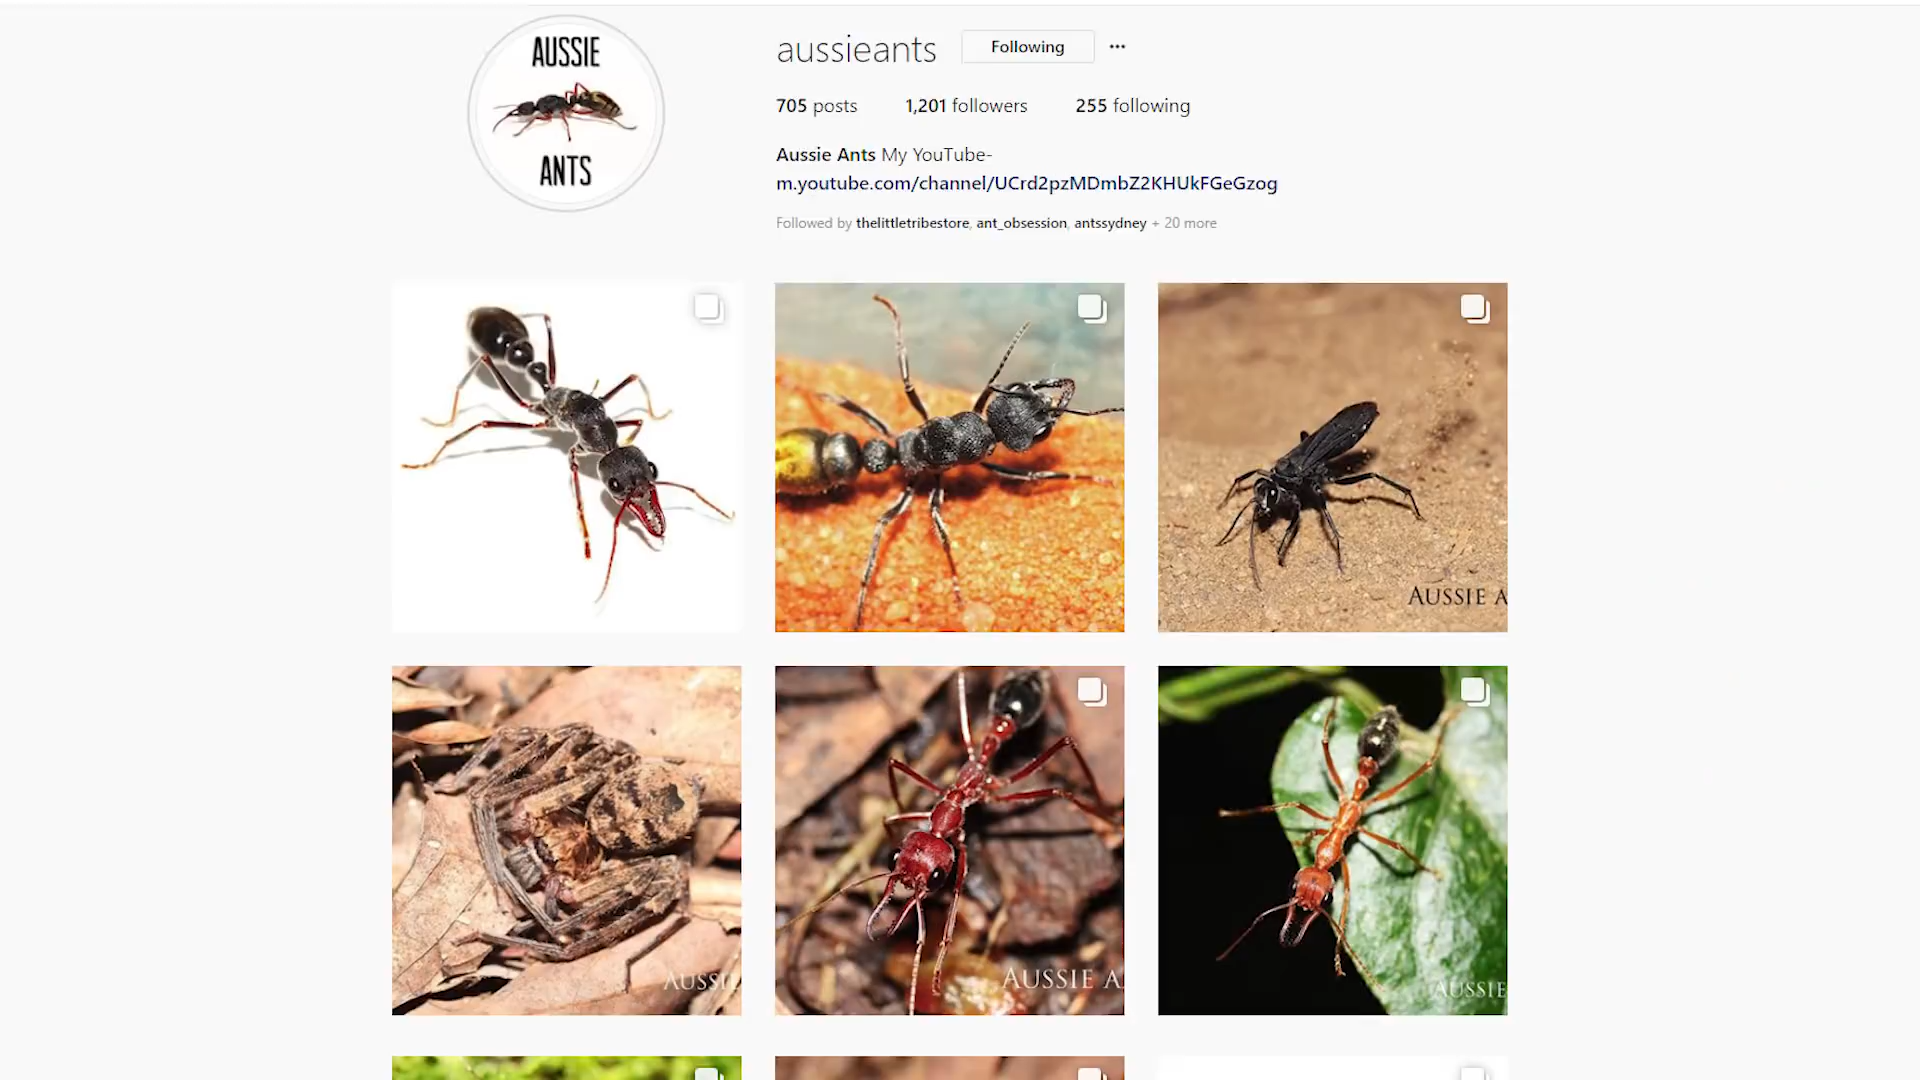 AUSSIE
ANTS
aussieants
Following
705 posts
1,201 followers
255 following
Aussie Ants My YouTube-
m.youtube.com/channel/UCrd2pzMDmbZ2KHUkFGeGzog
Followed by thelittletribestore, ant_obsession, antssydney + 20 more
AUSSIE A
AUSSI
AUSSIE A
AUSSIE